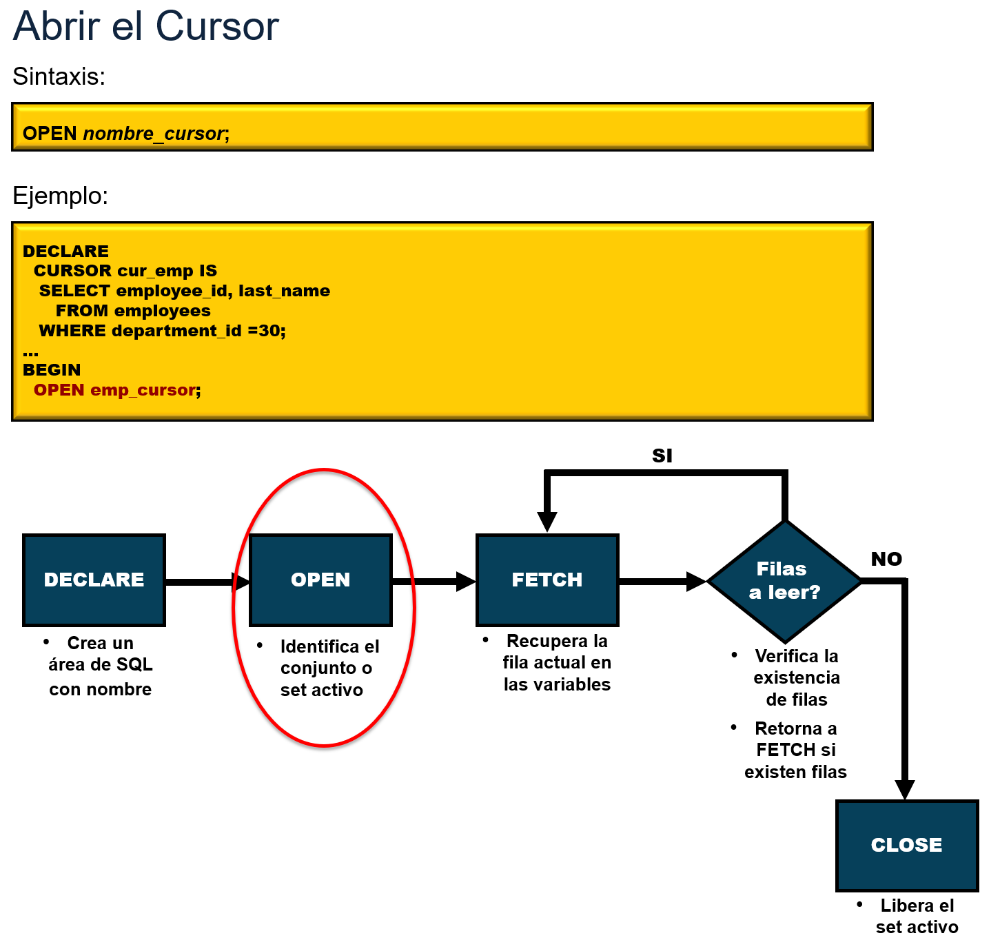 Abrir el Cursor
Sintaxis:
OPEN nombre_cursor;
Ejemplo:
DECLARE
CURSOR cur_emp IS
SELECT employee_id, last_name
FROM employees
WHERE department_id =30;
...
BEGIN
OPEN emp_cursor;
SI
DECLARE
OPEN
FETCH
Filas
a leer?
NO
• Crea un
área de SQL
con nombre
• Identifica el
conjunto o
set activo
• Recupera la
fila actual en
las variables
• Verifica la
existencia
de filas
• Retorna a
FETCH si
existen filas
CLOSE
• Libera el
set activo